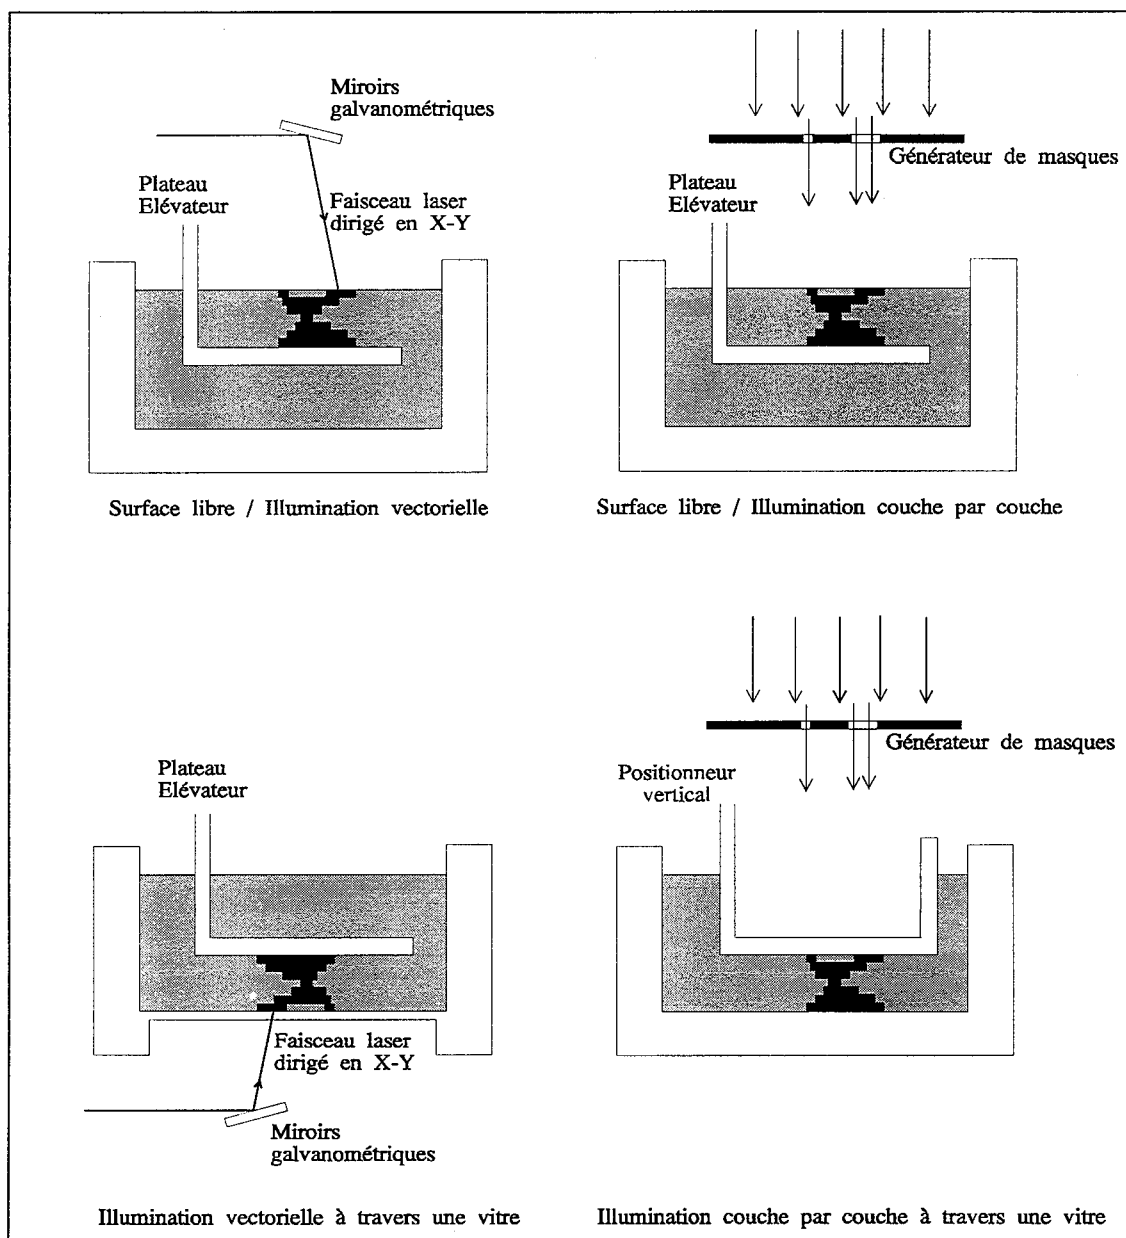 Miroirs
galvanométriques
Plateau
Elévateur
Faisceau laser
dirigé en X-Y
Surface libre / Illumination vectorielle
Générateur de masques
Plateau
Elévateur
Surface libre / Illumination couche par couche
Plateau
Elévateur
Faisceau laser
dirigé en X-Y
Miroirs
galvanométriques
Illumination vectorielle à travers une vitre
Générateur de masques
Positionneur
vertical
Illumination couche par couche à travers une vitre